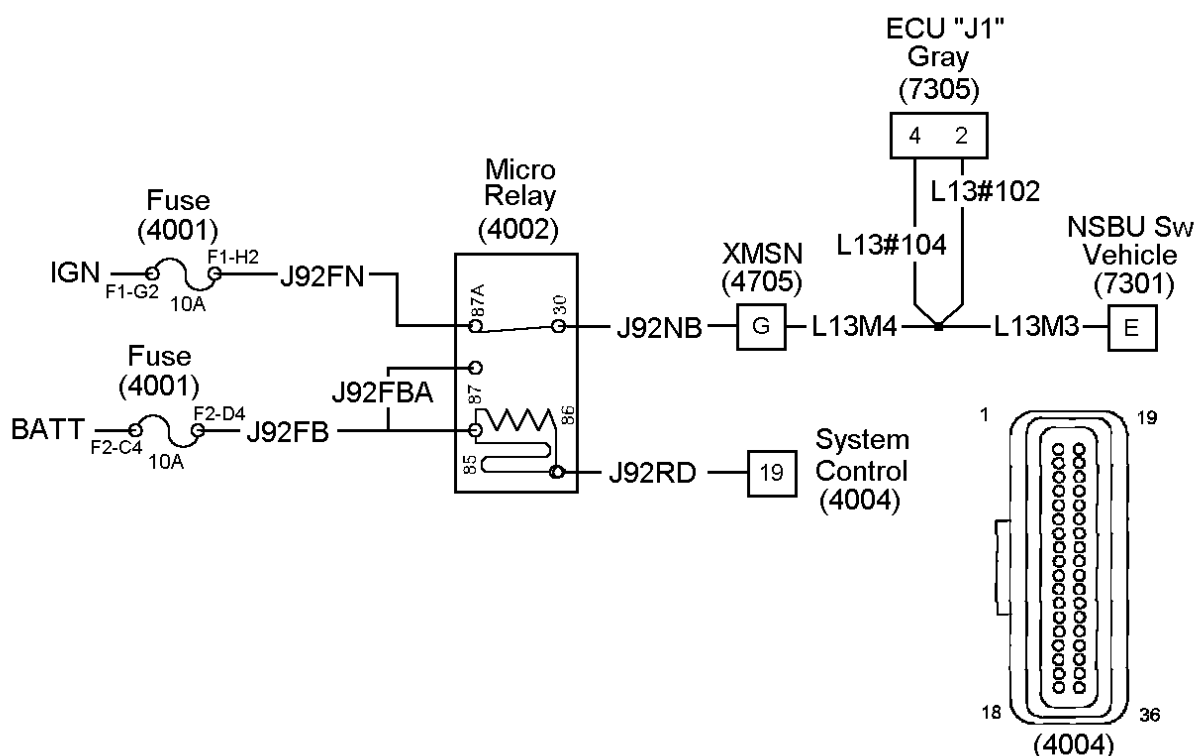 ECU "J1"
Gray
(7305)
4 2
L13#102
L13#104
Micro
Relay
(4002)
Fuse
(4001)
F1-H2
IGN
F1-G2
10A
J92FN
87A
30
J92NB
XMSN
(4705)
G
L13M4
L13M3
NSBU Sw
Vehicle
(7301)
E
Fuse
(4001)
F2-D4
BATT
F2-C4
10A
J92FB
J92FBA
87
86
85
J92RD
19
System
Control
(4004)
1
19
18
36
(4004)